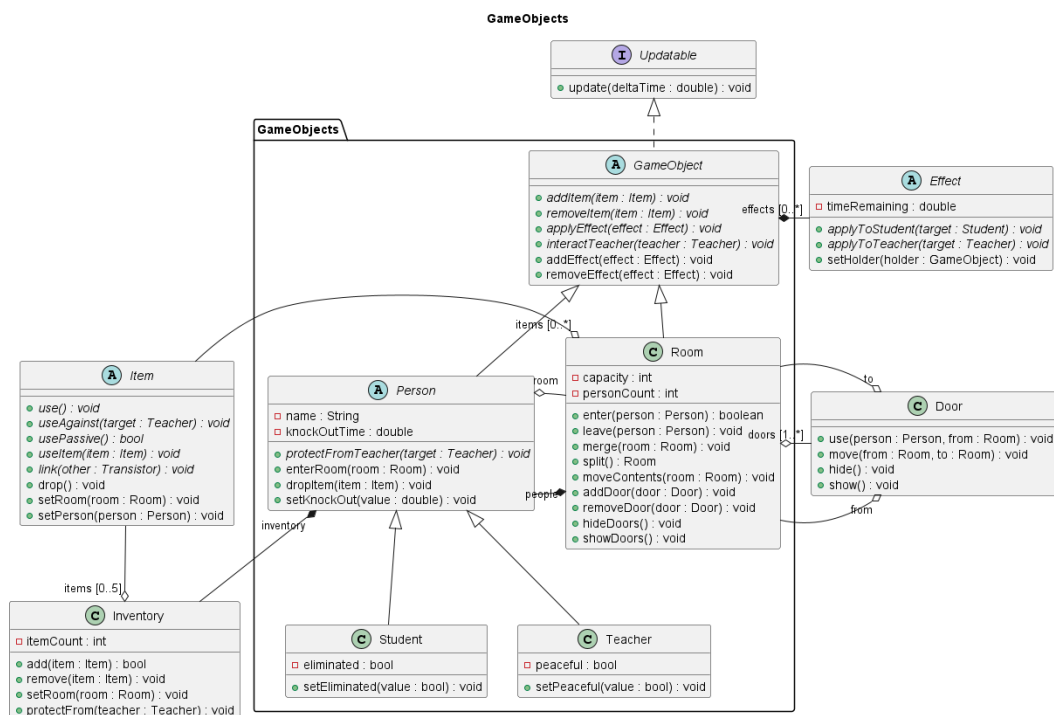 GameObjects
I Updatable
update(deltaTime : double) : void
GameObjects
A GameObject
addItem(item : Item) : void
removeItem(item : Item) : void
applyEffect(effect : Effect) : void
interactTeacher(teacher : Teacher) : void
addEffect(effect : Effect) : void
removeEffect(effect : Effect) : void
effects [0..*]
A Effect
timeRemaining : double
applyToStudent(target : Student) : void
applyToTeacher(target : Teacher) : void
setHolder(holder : GameObject) : void
items [0..*]
A Item
use() : void
useAgainst(target : Teacher) : void
usePassive() : bool
useItem(item : Item) : void
link(other : Transistor) : void
drop() : void
setRoom(room : Room) : void
setPerson(person : Person) : void
A Person
name : String
knockOutTime : double
protectFromTeacher(target : Teacher) : void
enterRoom(room : Room) : void
dropItem(item : Item) : void
setKnockOut(value : double) : void
room
people
inventory
C Room
capacity : int
personCount : int
enter(person : Person) : boolean
leave(person : Person) : void
merge(room : Room) : void
split() : Room
moveContents(room : Room) : void
addDoor(door : Door) : void
removeDoor(door : Door) : void
hideDoors() : void
showDoors() : void
to
doors [1..*]
from
C Door
use(person : Person, from : Room) : void
move(from : Room, to : Room) : void
hide() : void
show() : void
items [0..5]
C Inventory
itemCount : int
add(item : Item) : bool
remove(item : Item) : void
setRoom(room : Room) : void
protectFrom(teacher : Teacher) : void
C Student
eliminated : bool
setEliminated(value : bool) : void
C Teacher
peaceful : bool
setPeaceful(value : bool) : void